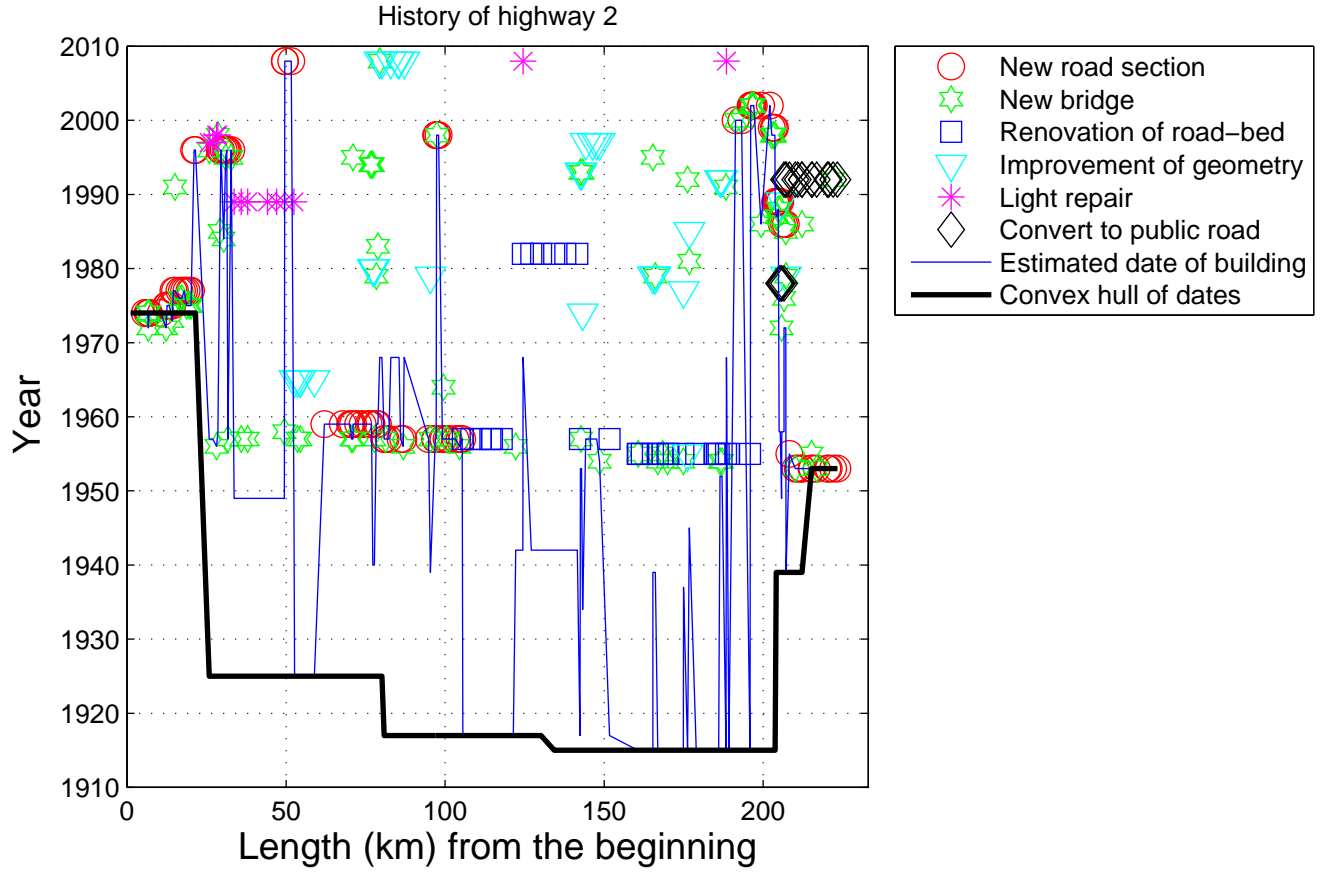 History of highway 2
2010
2000
1990
1980
1970
1960
1950
1940
1930
1920
1910
Year
0 50 100 150 200
Length (km) from the beginning
New road section
New bridge
Renovation of road−bed
Improvement of geometry
Light repair
Convert to public road
Estimated date of building
Convex hull of dates